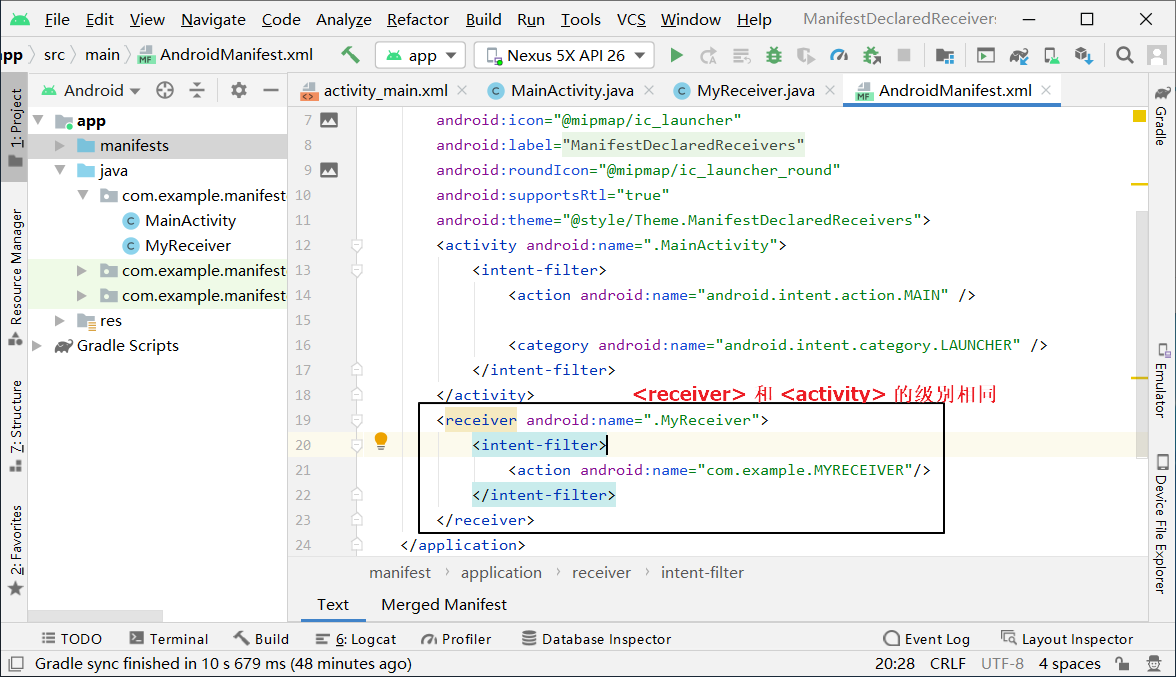 File Edit View Navigate Code Analyze Refactor Build Run Tools VCS Window Help ManifestDeclaredReceivers
app src main AndroidManifest.xml app Nexus 5X API 26
1: Project
Resource Manager
Z: Structure
2: Favorites
Android
app
manifests
java
com.example.manifest
MainActivity
MyReceiver
com.example.manifest
com.example.manifest
res
Gradle Scripts
activity_main.xml MainActivity.java MyReceiver.java AndroidManifest.xml
7 android:icon="@mipmap/ic_launcher"
8 android:label="ManifestDeclaredReceivers"
9 android:roundIcon="@mipmap/ic_launcher_round"
10 android:supportsRtl="true"
11 android:theme="@style/Theme.ManifestDeclaredReceivers">
12 <activity android:name=".MainActivity">
13 <intent-filter>
14 <action android:name="android.intent.action.MAIN" />
15
16 <category android:name="android.intent.category.LAUNCHER" />
17 </intent-filter>
18 </activity>
<receiver> 和 <activity> 的级别相同
19 <receiver android:name=".MyReceiver">
20 <intent-filter>
21 <action android:name="com.example.MYRECEIVER"/>
22 </intent-filter>
23 </receiver>
24 </application>
manifest application receiver intent-filter
Text Merged Manifest
Gradle
Emulator
Device File Explorer
TODO Terminal Build 6: Logcat Profiler Database Inspector Event Log Layout Inspector
Gradle sync finished in 10 s 679 ms (48 minutes ago) 20:28 CRLF UTF-8 4 spaces